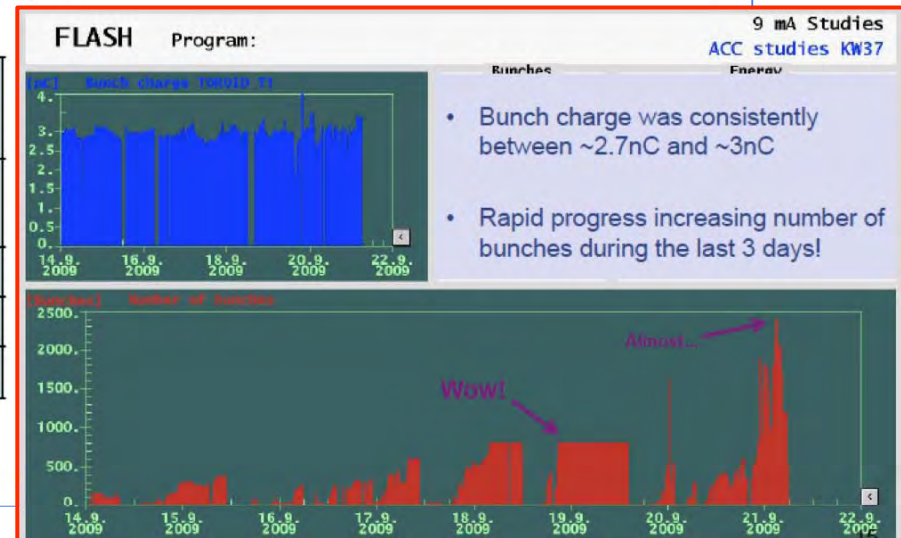 FLASH Program:
9 mA Studies
ACC studies KW37
Bunches Energy
[nC] Bunch charge TOROID T1
4.
3.
2.5
2.
1.5
1.
0.5
0.
14.9. 16.9. 18.9. 20.9. 22.9.
2009 2009 2009 2009 2009
• Bunch charge was consistently
between ~2.7nC and ~3nC
• Rapid progress increasing number of
bunches during the last 3 days!
[Bunches] Number of bunches
2500.
2000.
1500.
1000.
500.
0.
Almost...
Wow!
14.9. 15.9. 16.9. 17.9. 18.9. 19.9. 20.9. 21.9. 22.9.
2009 2009 2009 2009 2009 2009 2009 2009 2009